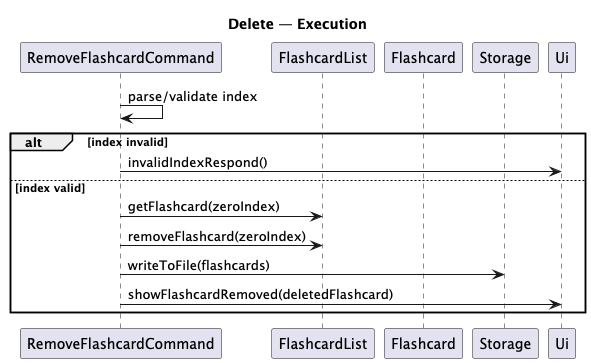 Delete — Execution
RemoveFlashcardCommand FlashcardList Flashcard Storage Ui
parse/validate index
alt [index invalid]
invalidIndexRespond()
[index valid]
getFlashcard(zeroIndex)
removeFlashcard(zeroIndex)
writeToFile(flashcards)
showFlashcardRemoved(deletedFlashcard)
RemoveFlashcardCommand FlashcardList Flashcard Storage Ui